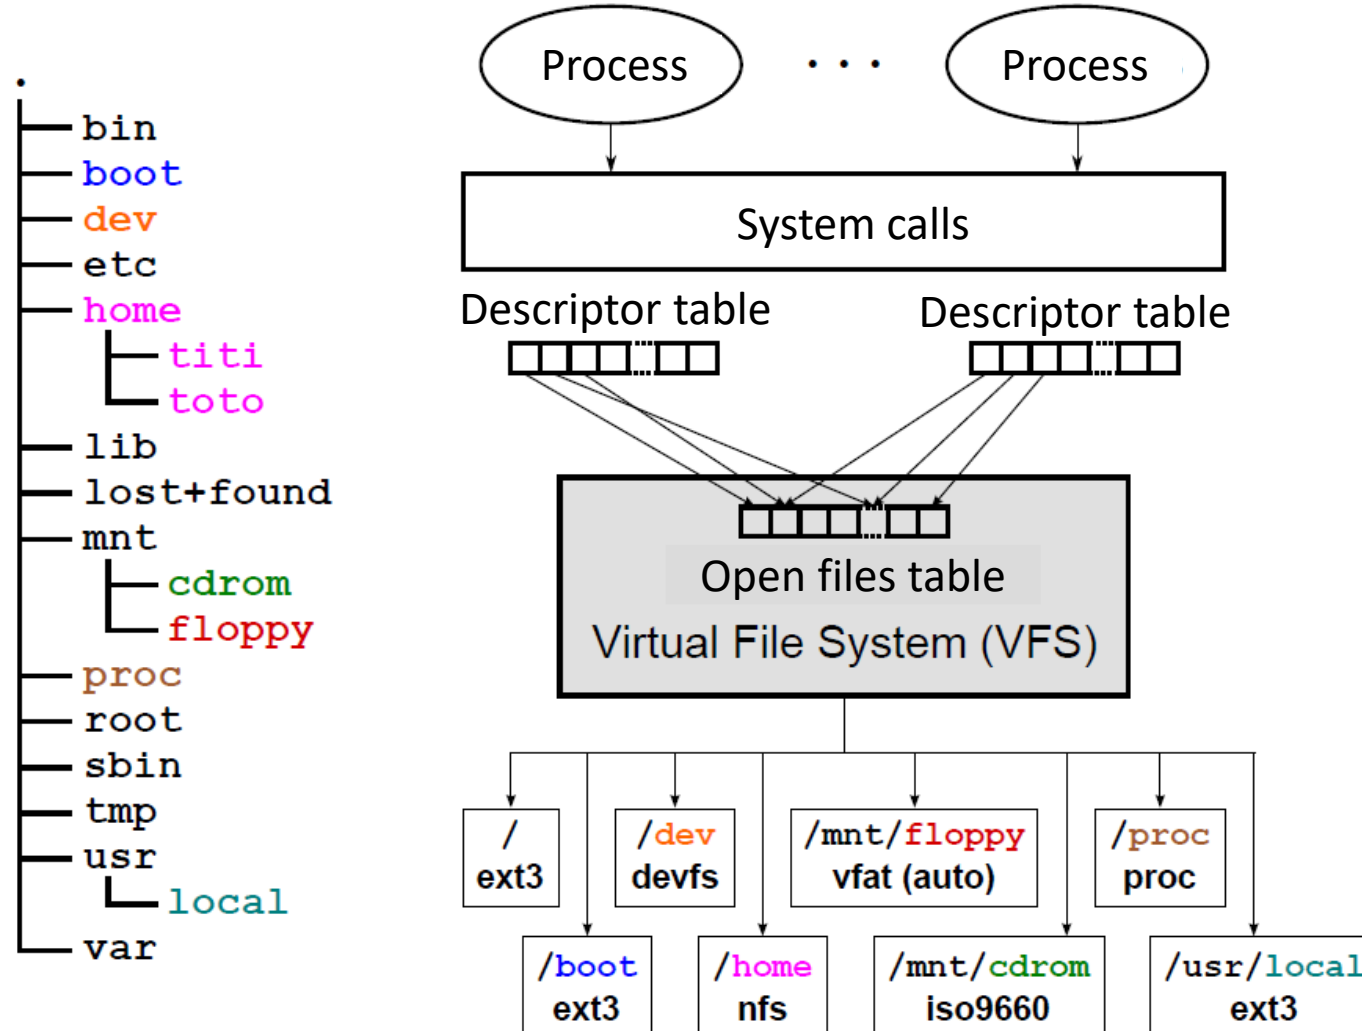 .
bin
boot
dev
etc
home
titi
toto
lib
lost+found
mnt
cdrom
floppy
proc
root
sbin
tmp
usr
local
var
Process
. . .
Process
System calls
Descriptor table
Descriptor table
Open files table
Virtual File System (VFS)
/
ext3
/dev
devfs
/mnt/floppy
vfat (auto)
/proc
proc
/boot
ext3
/home
nfs
/mnt/cdrom
iso9660
/usr/local
ext3